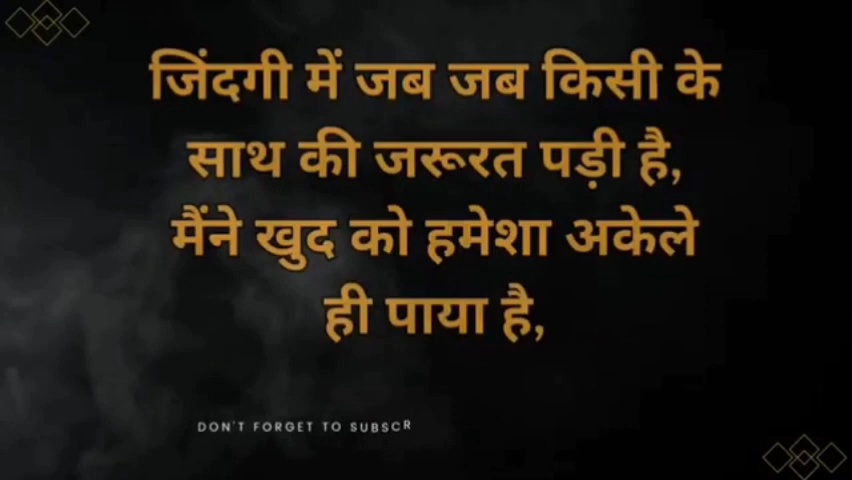 जिंदगी में जब जब किसी के
साथ की जरूरत पड़ी है,
मैंने खुद को हमेशा अकेले
ही पाया है,
DON'T FORGET TO SUBSCR